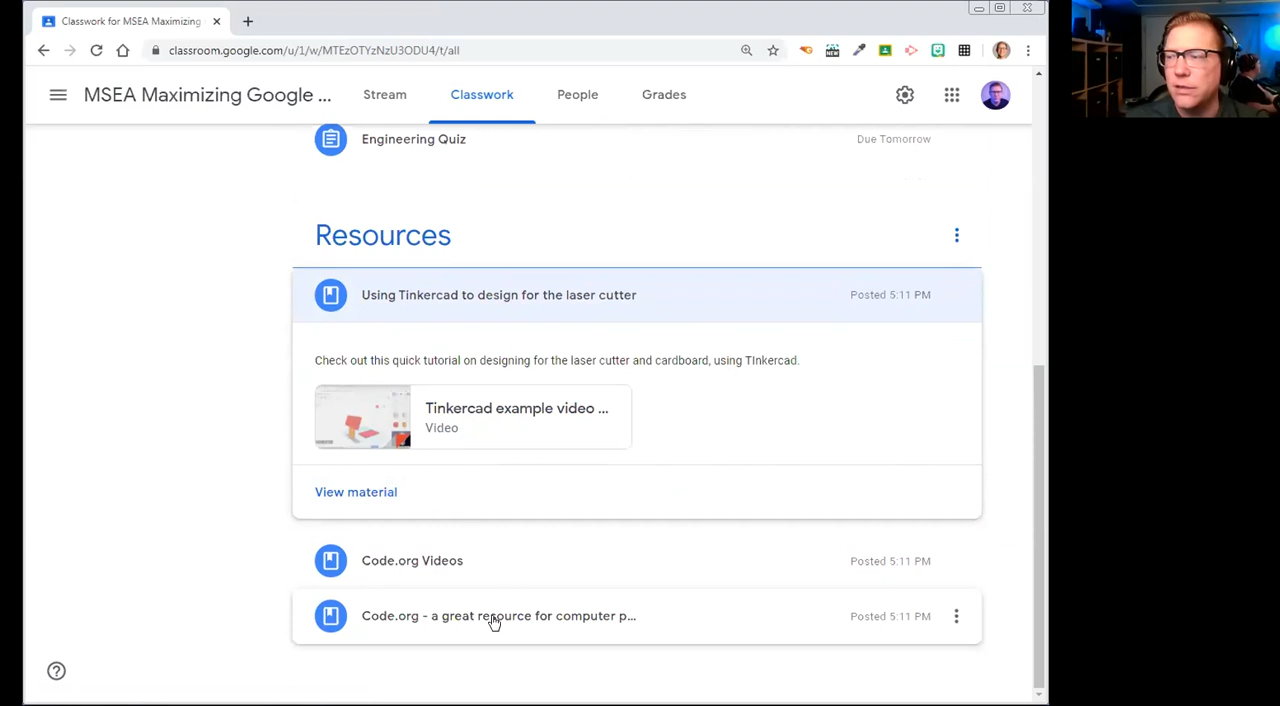 Classwork for MSEA Maximizing
classroom.google.com/u/1/w/MTEzOTYzNzU3ODU4/t/all
MSEA Maximizing Google ...
Stream
Classwork
People
Grades
Engineering Quiz
Due Tomorrow
Resources
Using Tinkercad to design for the laser cutter
Posted 5:11 PM
Check out this quick tutorial on designing for the laser cutter and cardboard, using TInkercad.
Tinkercad example video ...
Video
View material
Code.org Videos
Posted 5:11 PM
Code.org - a great resource for computer p...
Posted 5:11 PM